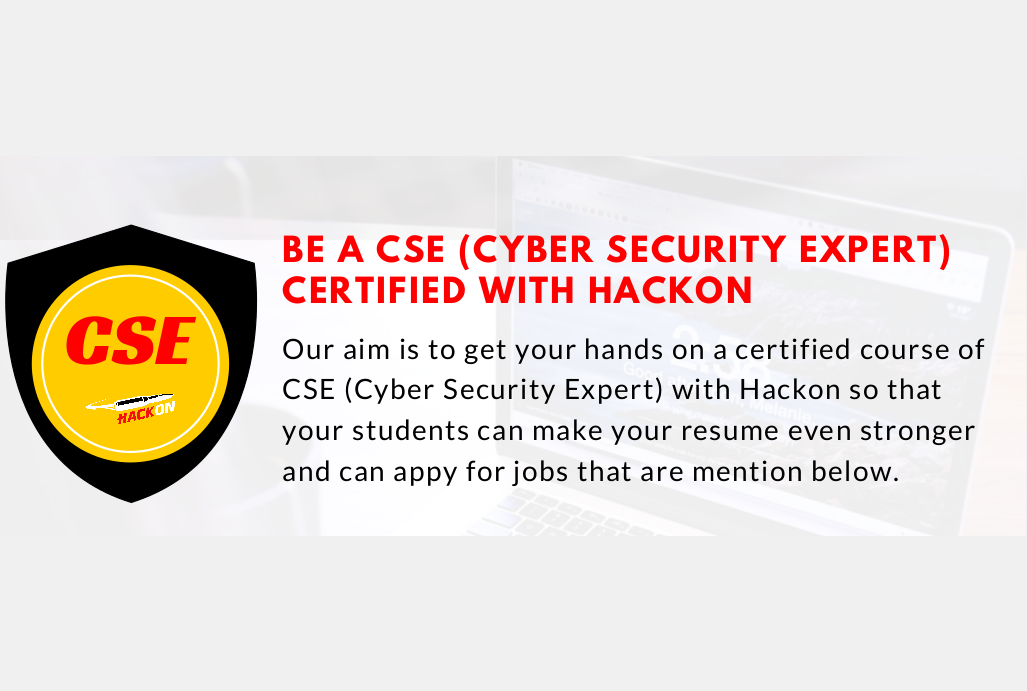 BE A CSE (CYBER SECURITY EXPERT)
CERTIFIED WITH HACKON
CSE
HACKON
Our aim is to get your hands on a certified course of
CSE (Cyber Security Expert) with Hackon so that
your students can make your resume even stronger
and can appy for jobs that are mention below.